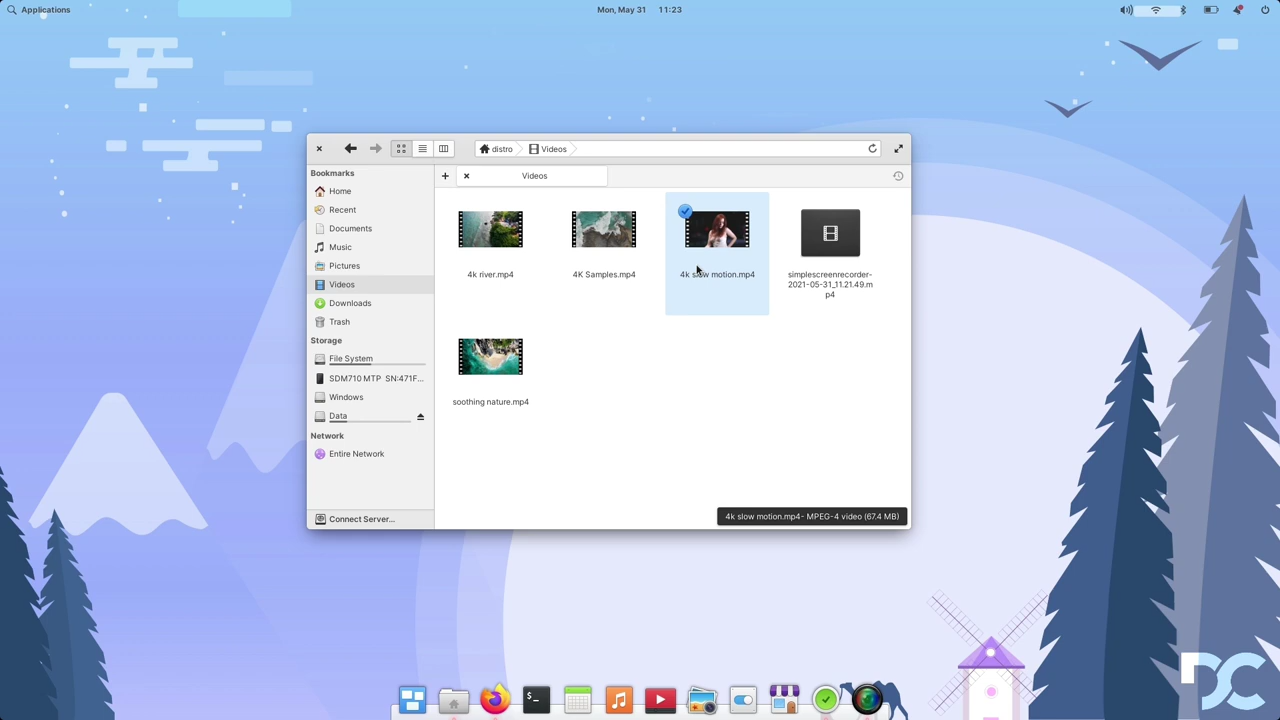 Applications
Mon, May 31 11:23
distro
Videos
Videos
Bookmarks
Home
Recent
Documents
Music
Pictures
Videos
Downloads
Trash
Storage
File System
SDM710 MTP SN:471F...
Windows
Data
Network
Entire Network
Connect Server...
4k river.mp4
4K Samples.mp4
4k slow motion.mp4
simplescreenrecorder-
2021-05-31_11.21.49.m
p4
soothing nature.mp4
4k slow motion.mp4- MPEG-4 video (67.4 MB)
DC